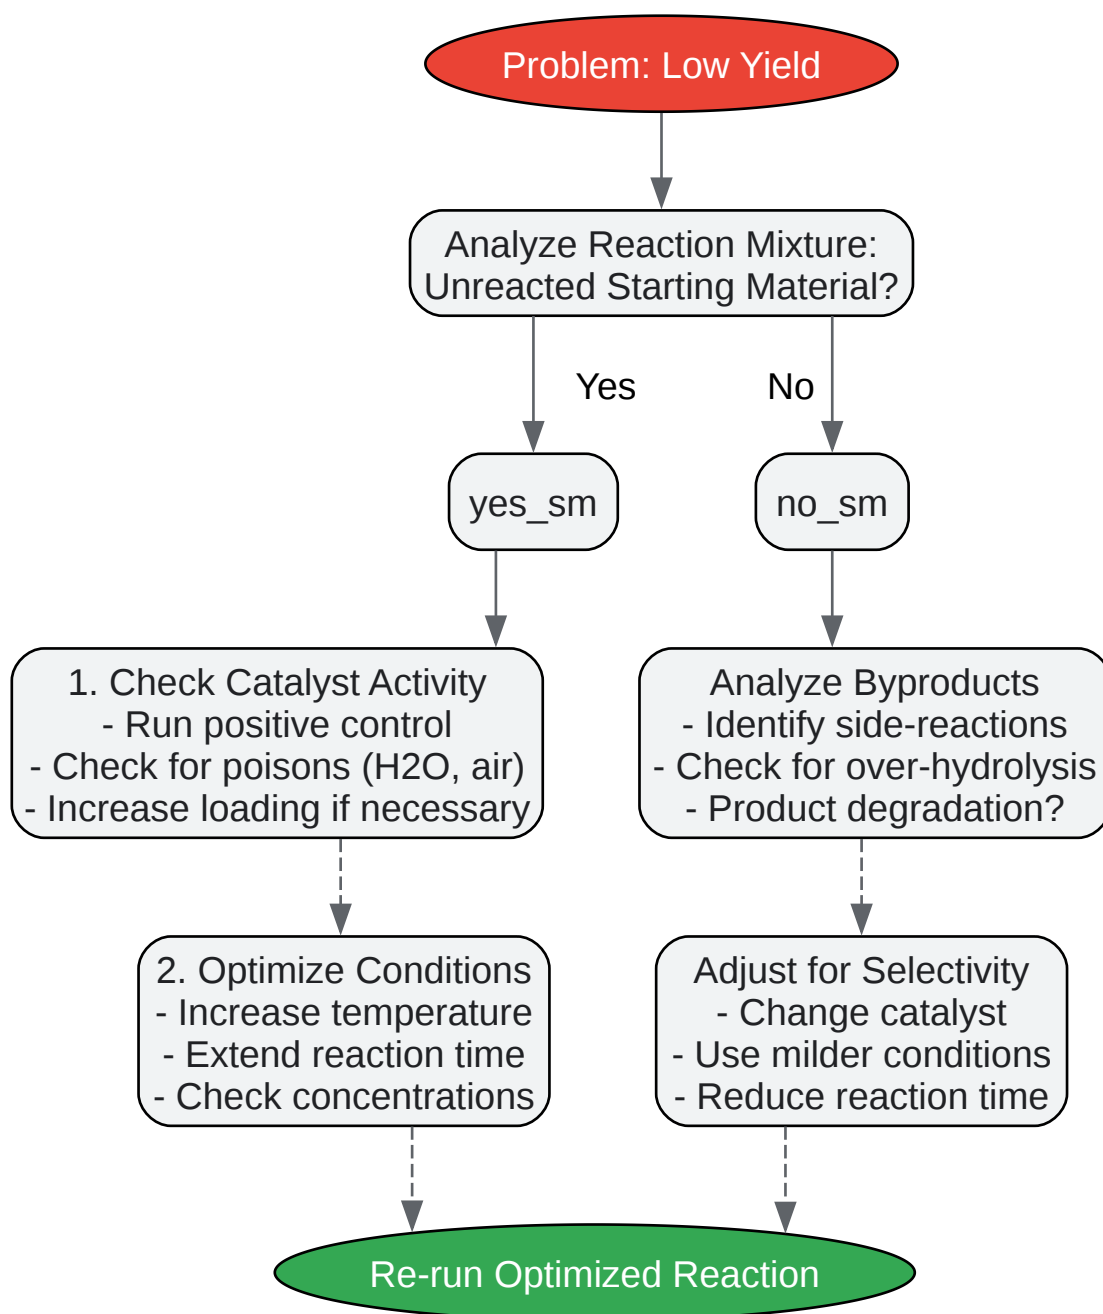 Problem: Low Yield
Analyze Reaction Mixture:
Unreacted Starting Material?
Yes
No
yes_sm
no_sm
1. Check Catalyst Activity
- Run positive control
- Check for poisons (H2O, air)
- Increase loading if necessary
Analyze Byproducts
- Identify side-reactions
- Check for over-hydrolysis
- Product degradation?
2. Optimize Conditions
- Increase temperature
- Extend reaction time
- Check concentrations
Adjust for Selectivity
- Change catalyst
- Use milder conditions
- Reduce reaction time
Re-run Optimized Reaction